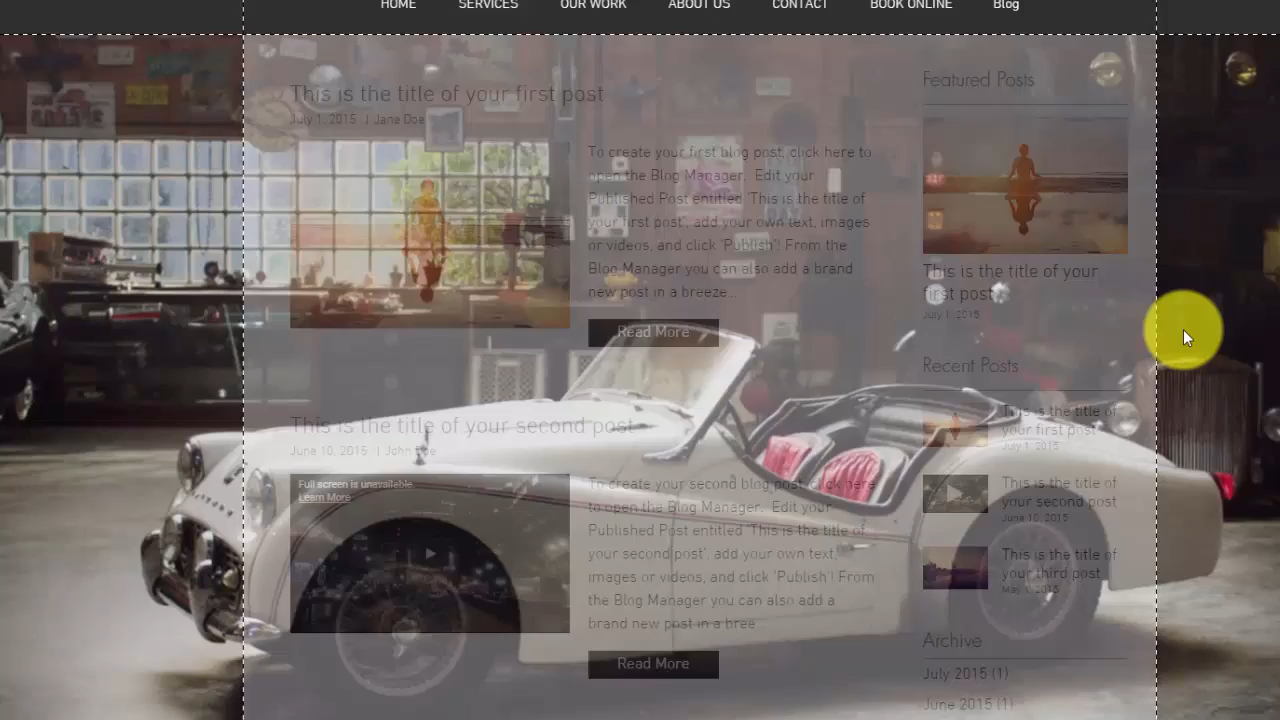 HOME SERVICES OUR WORK ABOUT US CONTACT BOOK ONLINE Blog
This is the title of your first post
July 1, 2015 | Jane Doe
To create your first blog post, click here to
open the Blog Manager. Edit your
Published Post entitled 'This is the title of
your first post', add your own text, images
or videos, and click 'Publish'! From the
Blog Manager you can also add a brand
new post in a breeze...
Read More
This is the title of your second post
June 10, 2015 | John Doe
Full screen is unavailable.
Learn More
To create your second blog post, click here
to open the Blog Manager. Edit your
Published Post entitled 'This is the title of
your second post', add your own text,
images or videos, and click 'Publish'! From
the Blog Manager you can also add a
brand new post in a bree
Read More
Featured Posts
This is the title of your
first post
July 1, 2015
Recent Posts
This is the title of
your first post
July 1, 2015
This is the title of
your second post
June 10, 2015
This is the title of
your third post
May 1, 2015
Archive
July 2015 (1)
June 2015 (1)